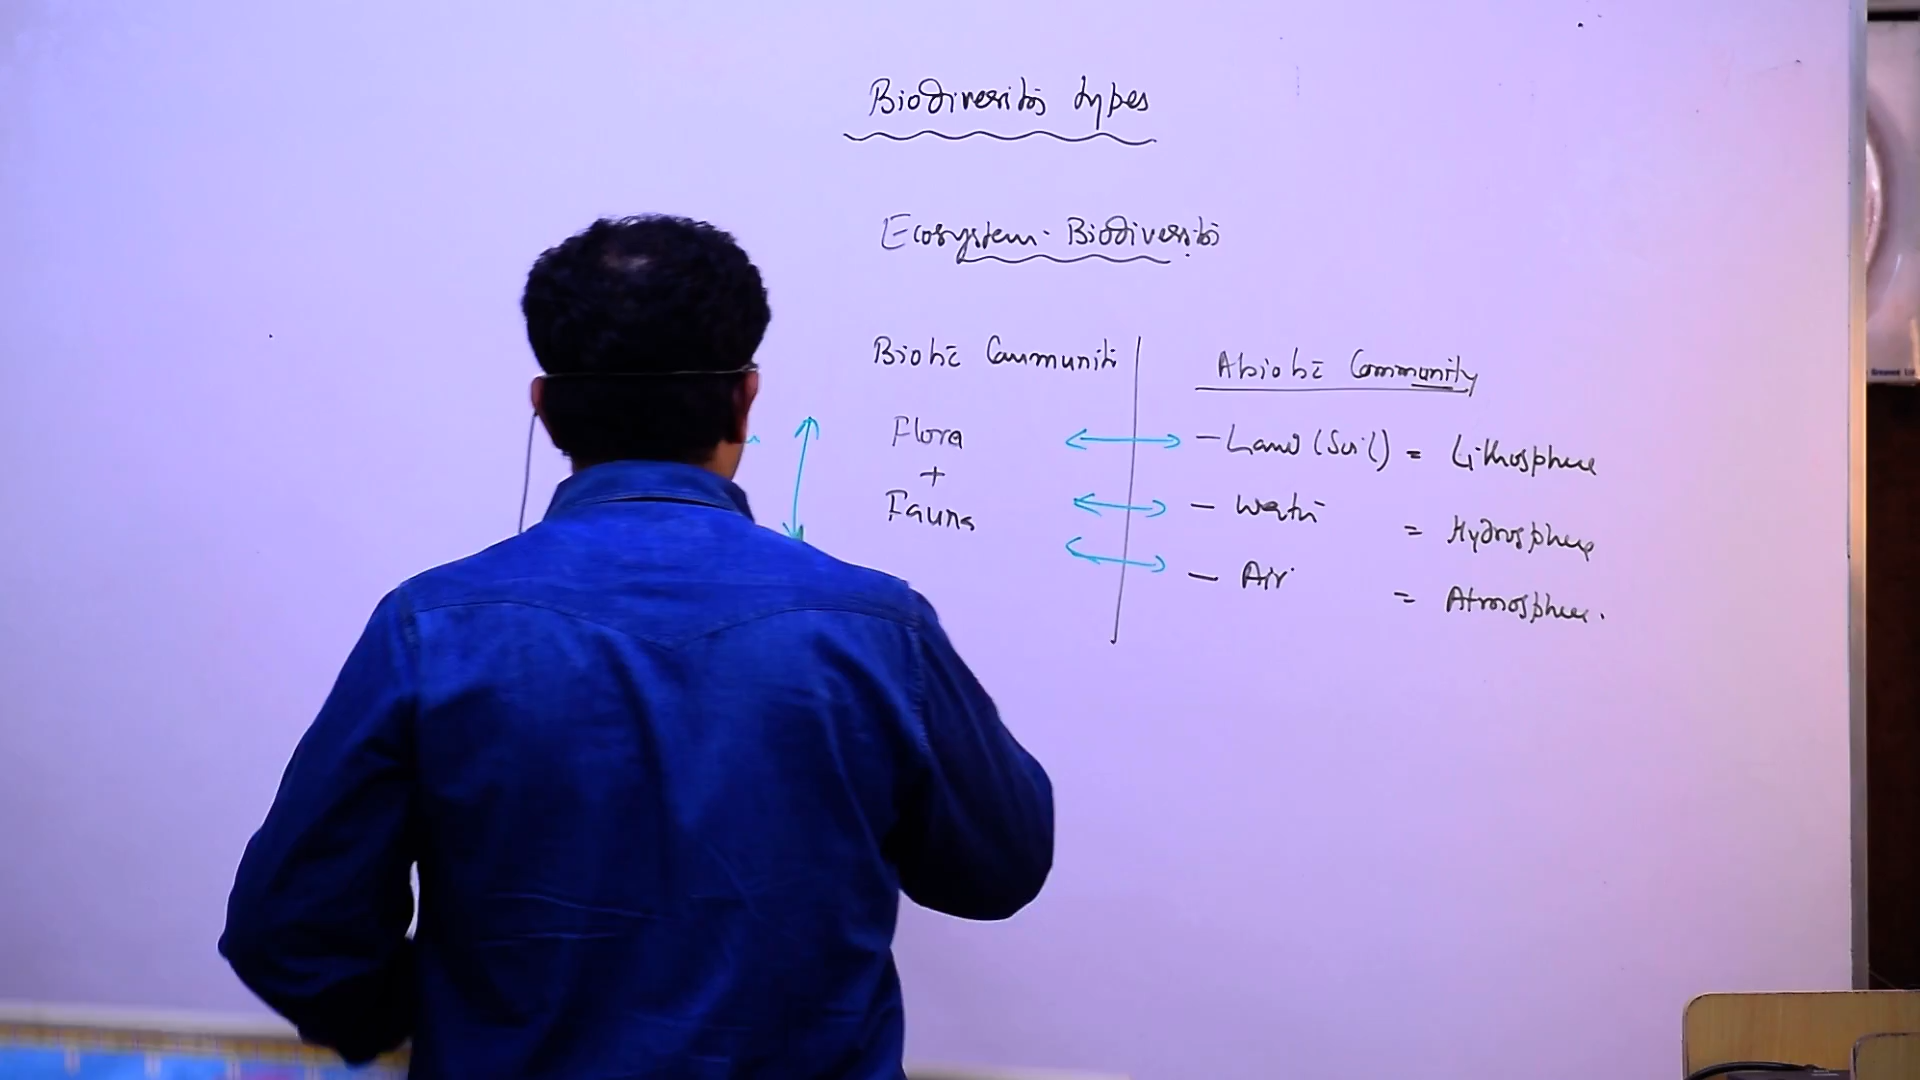 Biodiversity types
Ecosystem Biodiversity
Biotic Community
Abiotic Community
Flora
+
Fauna
- Land (Soil) = Lithosphere
- Water = Hydrosphere
- Air = Atmosphere.